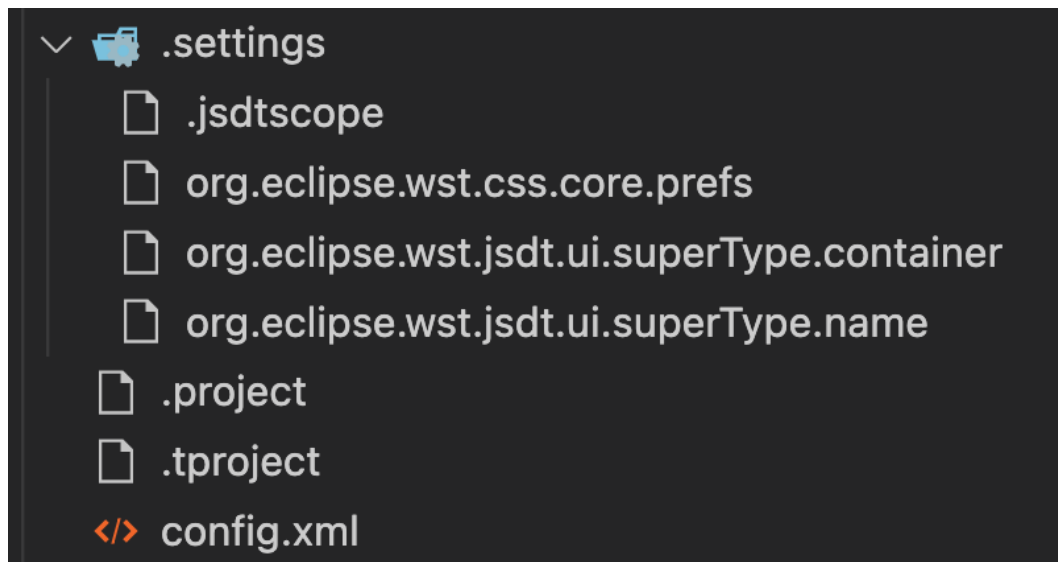 .settings
.jsdtscope
org.eclipse.wst.css.core.prefs
org.eclipse.wst.jsdt.ui.superType.container
org.eclipse.wst.jsdt.ui.superType.name
.project
.tproject
config.xml